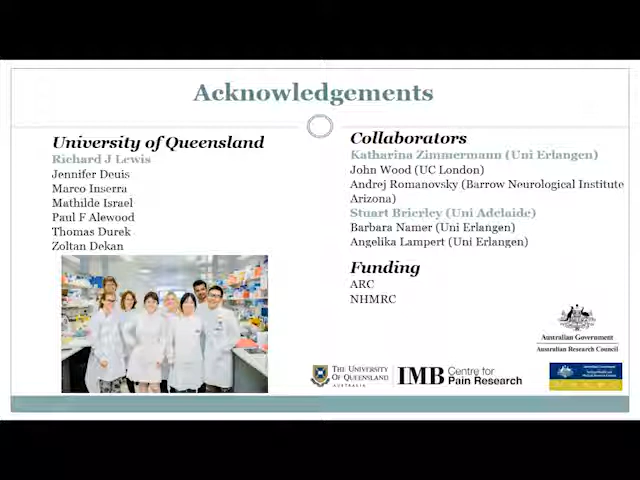 Acknowledgements
University of Queensland
Richard J Lewis
Jennifer Deuis
Marco Inserra
Mathilde Israel
Paul F Alewood
Thomas Durek
Zoltan Dekan
Collaborators
Katharina Zimmermann (Uni Erlangen)
John Wood (UC London)
Andrej Romanovsky (Barrow Neurological Institute
Arizona)
Stuart Brierley (Uni Adelaide)
Barbara Namer (Uni Erlangen)
Angelika Lampert (Uni Erlangen)
Funding
ARC
NHMRC
Australian Government
Australian Research Council
THE UNIVERSITY
OF QUEENSLAND
AUSTRALIA
IMB Centre for
Pain Research